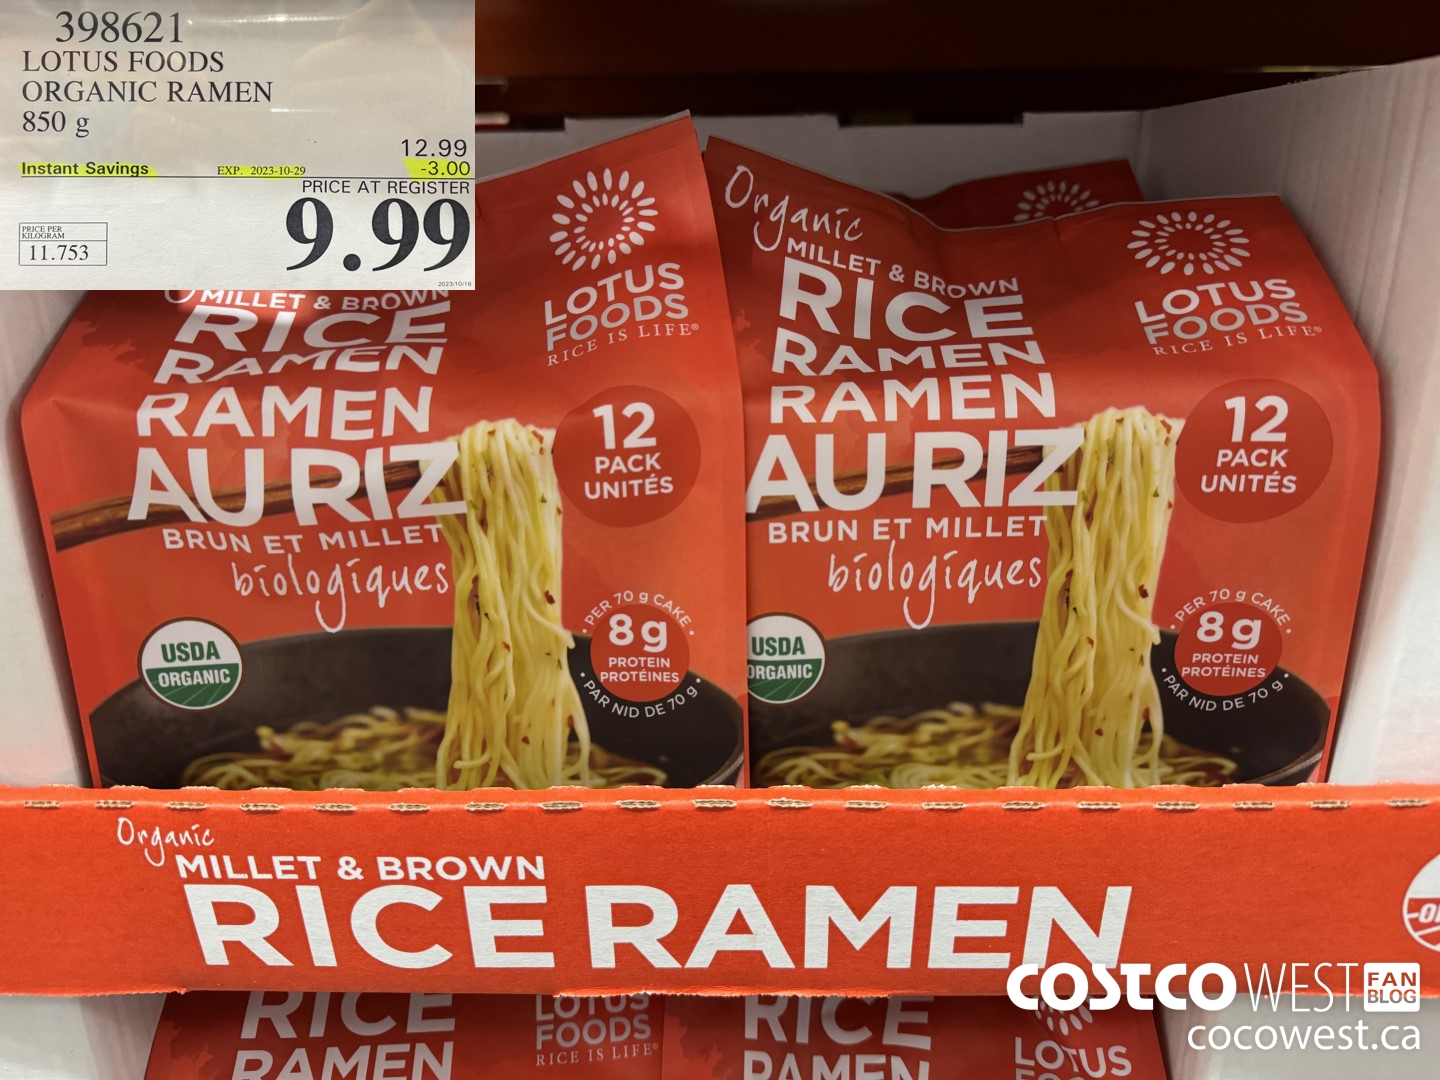 398621
LOTUS FOODS
ORGANIC RAMEN
850 g
12.99
Instant Savings EXP. 2023-10-29 -3.00
PRICE AT REGISTER
9.99
PRICE PER
KILOGRAM
11.753
2023/10/16
MILLET & BROWN
RICE
RAMEN
RAMEN
AU RIZ
BRUN ET MILLET
biologiques
LOTUS
FOODS
RICE IS LIFE®
12
PACK
UNITÉS
USDA
ORGANIC
• PER 70 g CAKE •
8g
PROTEIN
PROTÉINES
• PAR NID DE 70 g •
Organic
MILLET & BROWN
RICE
RAMEN
RAMEN
AU RIZ
BRUN ET MILLET
biologiques
LOTUS
FOODS
RICE IS LIFE®
12
PACK
UNITÉS
USDA
ORGANIC
• PER 70 g CAKE •
8g
PROTEIN
PROTÉINES
• PAR NID DE 70 g •
Organic
MILLET & BROWN
RICE RAMEN
RICE
RAMEN
LOTUS
FOODS
RICE IS LIFE®
RICE
RAMEN
LOTUS
COSTCO WEST FAN
BLOG
cocowest.ca